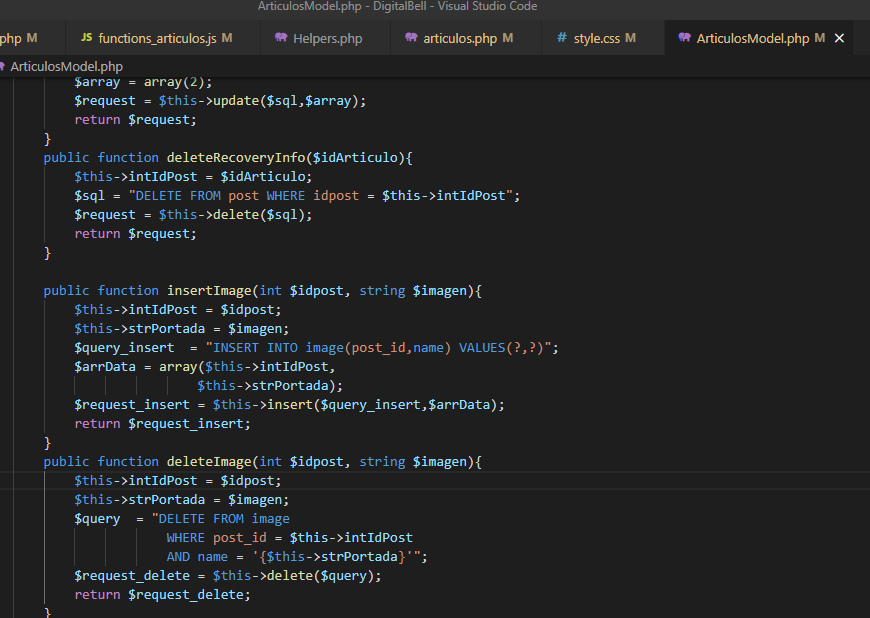 ArticulosModel.php - DigitalBell - Visual Studio Code
php M JS functions_articulos.js M Helpers.php articulos.php M # style.css M ArticulosModel.php M ×
ArticulosModel.php
$array = array(2);
$request = $this->update($sql,$array);
return $request;
}
public function deleteRecoveryInfo($idArticulo){
$this->intIdPost = $idArticulo;
$sql = "DELETE FROM post WHERE idpost = $this->intIdPost";
$request = $this->delete($sql);
return $request;
}
public function insertImage(int $idpost, string $imagen){
$this->intIdPost = $idpost;
$this->strPortada = $imagen;
$query_insert  = "INSERT INTO image(post_id,name) VALUES(?,?)";
$arrData = array($this->intIdPost,
$this->strPortada);
$request_insert = $this->insert($query_insert,$arrData);
return $request_insert;
}
public function deleteImage(int $idpost, string $imagen){
$this->intIdPost = $idpost;
$this->strPortada = $imagen;
$query  = "DELETE FROM image
WHERE post_id = $this->intIdPost
AND name = '{$this->strPortada}'";
$request_delete = $this->delete($query);
return $request_delete;
}